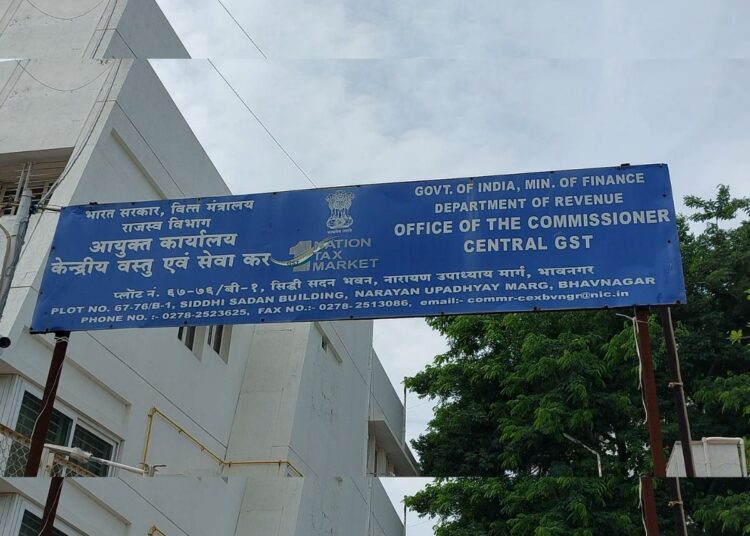 भारत सरकार, वित्त मंत्रालय
राजस्व विभाग
आयुक्त कार्यालय
केन्द्रीय वस्तु एवं सेवा कर
1 NATION
TAX
MARKET
GOVT. OF INDIA, MIN. OF FINANCE
DEPARTMENT OF REVENUE
OFFICE OF THE COMMISSIONER
CENTRAL GST
प्लॉट नं. ६७-७६/बी-१, सिद्धी सदन भवन, नारायण उपाध्याय मार्ग, भावनगर
PLOT NO. 67-76/B-1, SIDDHI SADAN BUILDING, NARAYAN UPADHYAY MARG, BHAVNAGAR
PHONE NO. :- 0278-2523625, FAX NO.:- 0278-2513086, email:- commr-cexbvngr@nic.in